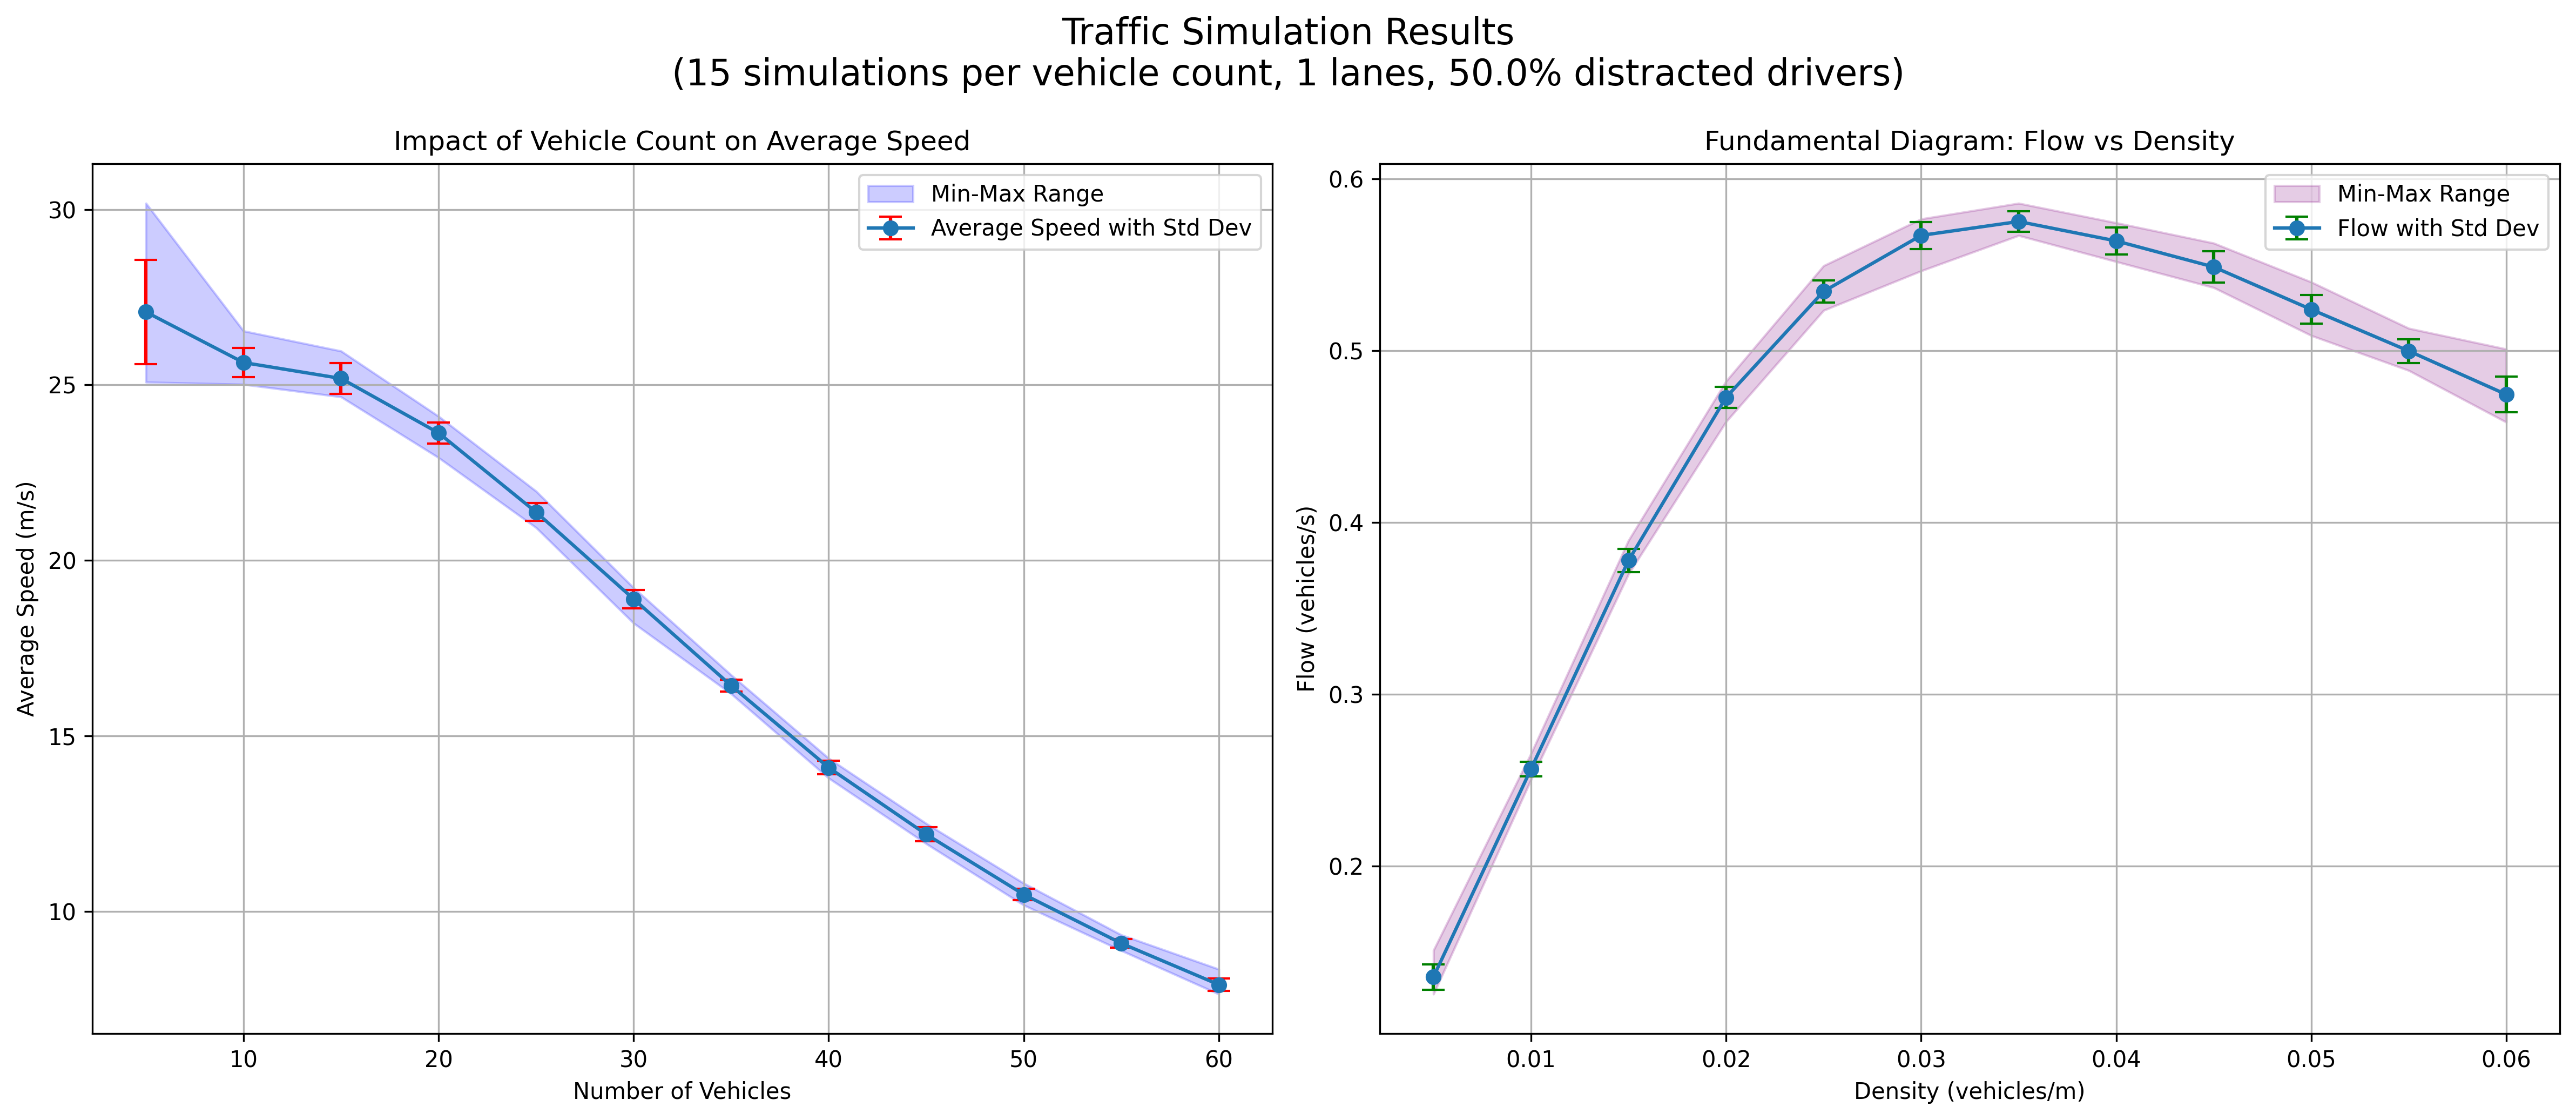 Traffic Simulation Results
(15 simulations per vehicle count, 1 lanes, 50.0% distracted drivers)
Impact of Vehicle Count on Average Speed
Min-Max Range
Average Speed with Std Dev
30
25
20
15
10
Average Speed (m/s)
10 20 30 40 50 60
Number of Vehicles
Fundamental Diagram: Flow vs Density
Min-Max Range
Flow with Std Dev
0.6
0.5
0.4
0.3
0.2
Flow (vehicles/s)
0.01 0.02 0.03 0.04 0.05 0.06
Density (vehicles/m)